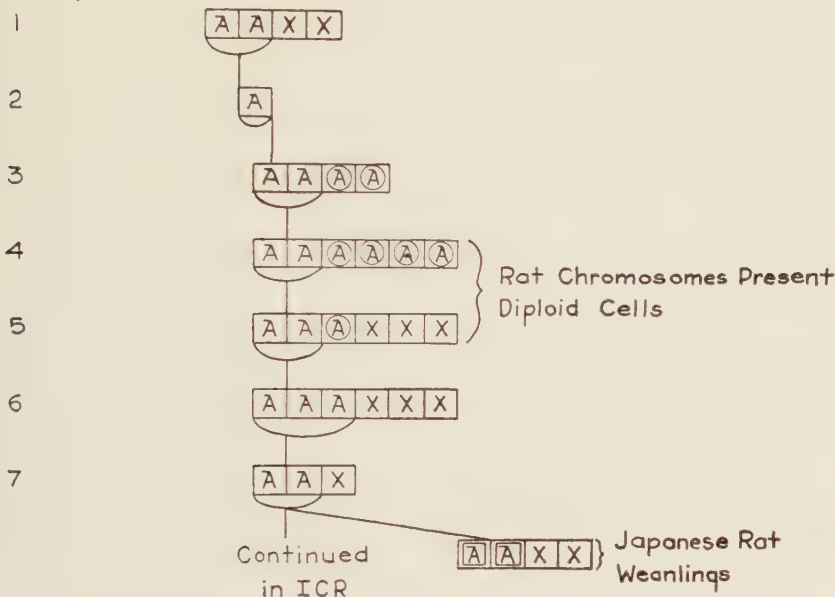 1 A A X X
2 A
3 A A Ⓐ Ⓐ
4 A A Ⓐ Ⓐ Ⓐ Ⓐ
Rat Chromosomes Present
Diploid Cells
5 A A Ⓐ X X X
6 A A A X X X
7 A A X
Continued
in ICR
A A X X
Japanese Rat
Weanlings